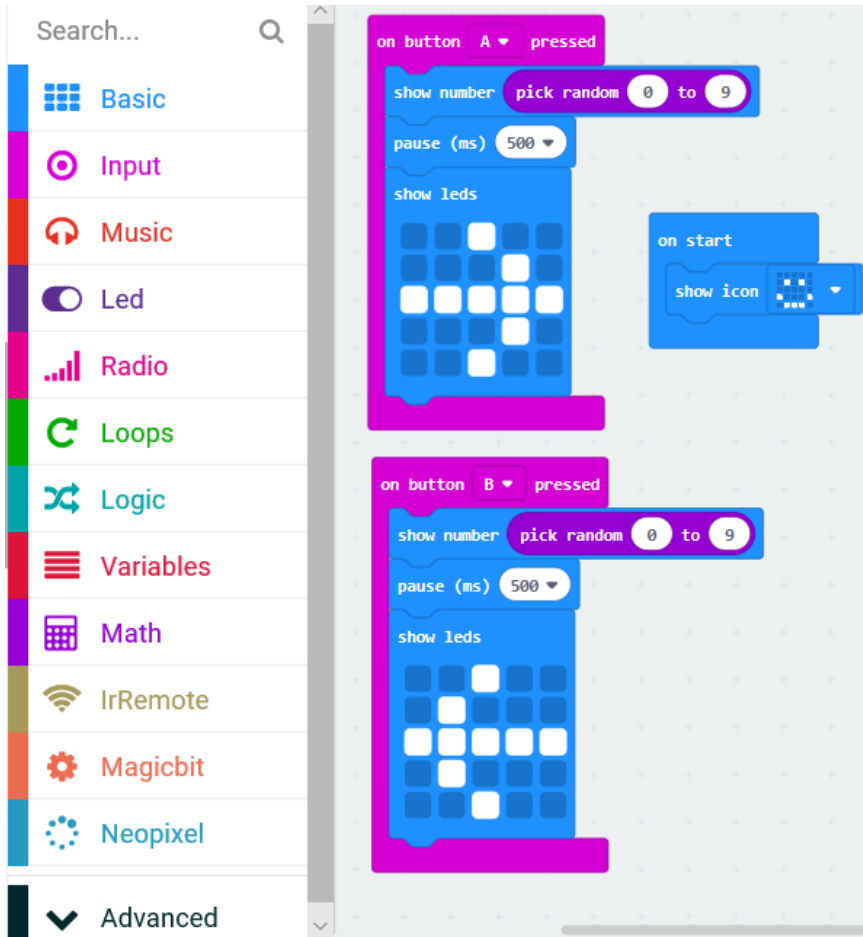 Search...
Basic
Input
Music
Led
Radio
Loops
Logic
Variables
Math
IrRemote
Magicbit
Neopixel
Advanced
on button A pressed
show number pick random 0 to 9
pause (ms) 500
show leds
on start
show icon
on button B pressed
show number pick random 0 to 9
pause (ms) 500
show leds